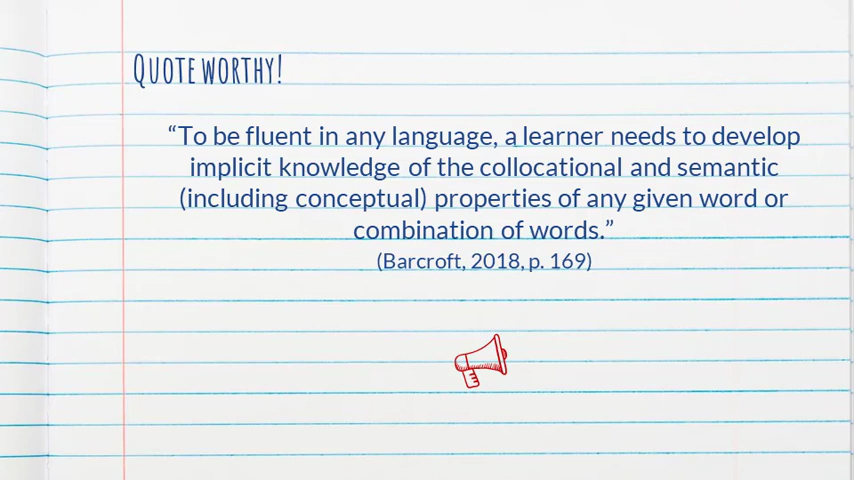 Quote worthy!
“To be fluent in any language, a learner needs to develop
implicit knowledge of the collocational and semantic
(including conceptual) properties of any given word or
combination of words.”
(Barcroft, 2018, p. 169)